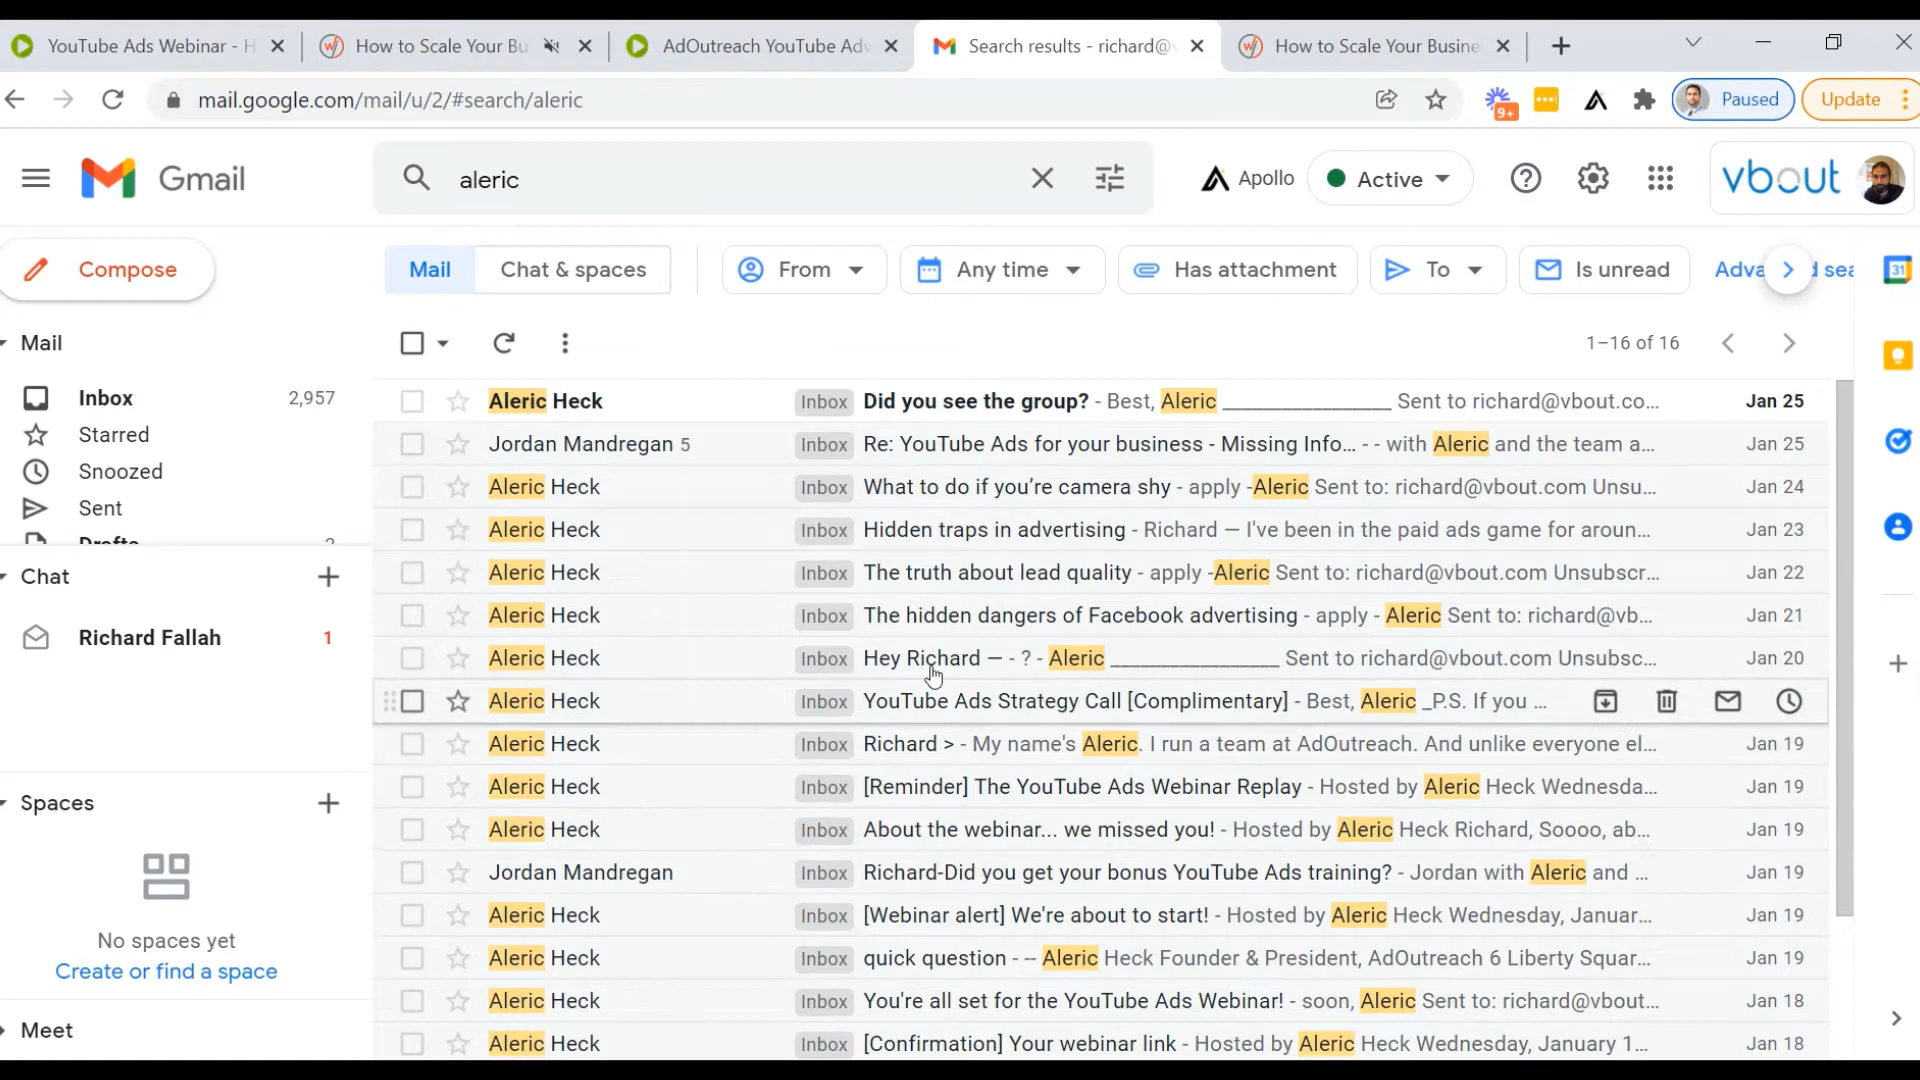 YouTube Ads Webinar - H
How to Scale Your Bu
AdOutreach YouTube Adv
Search results - richard@v
How to Scale Your Busine
mail.google.com/mail/u/2/#search/aleric
9+
Paused
Update
Gmail
aleric
Apollo
Active
vbout
Compose
Mail
Chat & spaces
From
Any time
Has attachment
To
Is unread
Adva
d sea
31
Mail
1–16 of 16
Inbox 2,957
Starred
Snoozed
Sent
Drafts
Chat
Richard Fallah 1
Spaces
No spaces yet
Create or find a space
Meet
Aleric Heck Inbox Did you see the group? - Best, Aleric _________________ Sent to richard@vbout.co... Jan 25
Jordan Mandregan 5 Inbox Re: YouTube Ads for your business - Missing Info... - - with Aleric and the team a... Jan 25
Aleric Heck Inbox What to do if you’re camera shy - apply -Aleric Sent to: richard@vbout.com Unsu... Jan 24
Aleric Heck Inbox Hidden traps in advertising - Richard — I've been in the paid ads game for aroun... Jan 23
Aleric Heck Inbox The truth about lead quality - apply -Aleric Sent to: richard@vbout.com Unsubscr... Jan 22
Aleric Heck Inbox The hidden dangers of Facebook advertising - apply - Aleric Sent to: richard@vb... Jan 21
Aleric Heck Inbox Hey Richard — - ? - Aleric _________________ Sent to richard@vbout.com Unsubsc... Jan 20
Aleric Heck Inbox YouTube Ads Strategy Call [Complimentary] - Best, Aleric _P.S. If you ...
Aleric Heck Inbox Richard > - My name's Aleric. I run a team at AdOutreach. And unlike everyone el... Jan 19
Aleric Heck Inbox [Reminder] The YouTube Ads Webinar Replay - Hosted by Aleric Heck Wednesda... Jan 19
Aleric Heck Inbox About the webinar... we missed you! - Hosted by Aleric Heck Richard, Soooo, ab... Jan 19
Jordan Mandregan Inbox Richard-Did you get your bonus YouTube Ads training? - Jordan with Aleric and ... Jan 19
Aleric Heck Inbox [Webinar alert] We're about to start! - Hosted by Aleric Heck Wednesday, Januar... Jan 19
Aleric Heck Inbox quick question - -- Aleric Heck Founder & President, AdOutreach 6 Liberty Squar... Jan 19
Aleric Heck Inbox You're all set for the YouTube Ads Webinar! - soon, Aleric Sent to: richard@vbout... Jan 18
Aleric Heck Inbox [Confirmation] Your webinar link - Hosted by Aleric Heck Wednesday, January 1... Jan 18